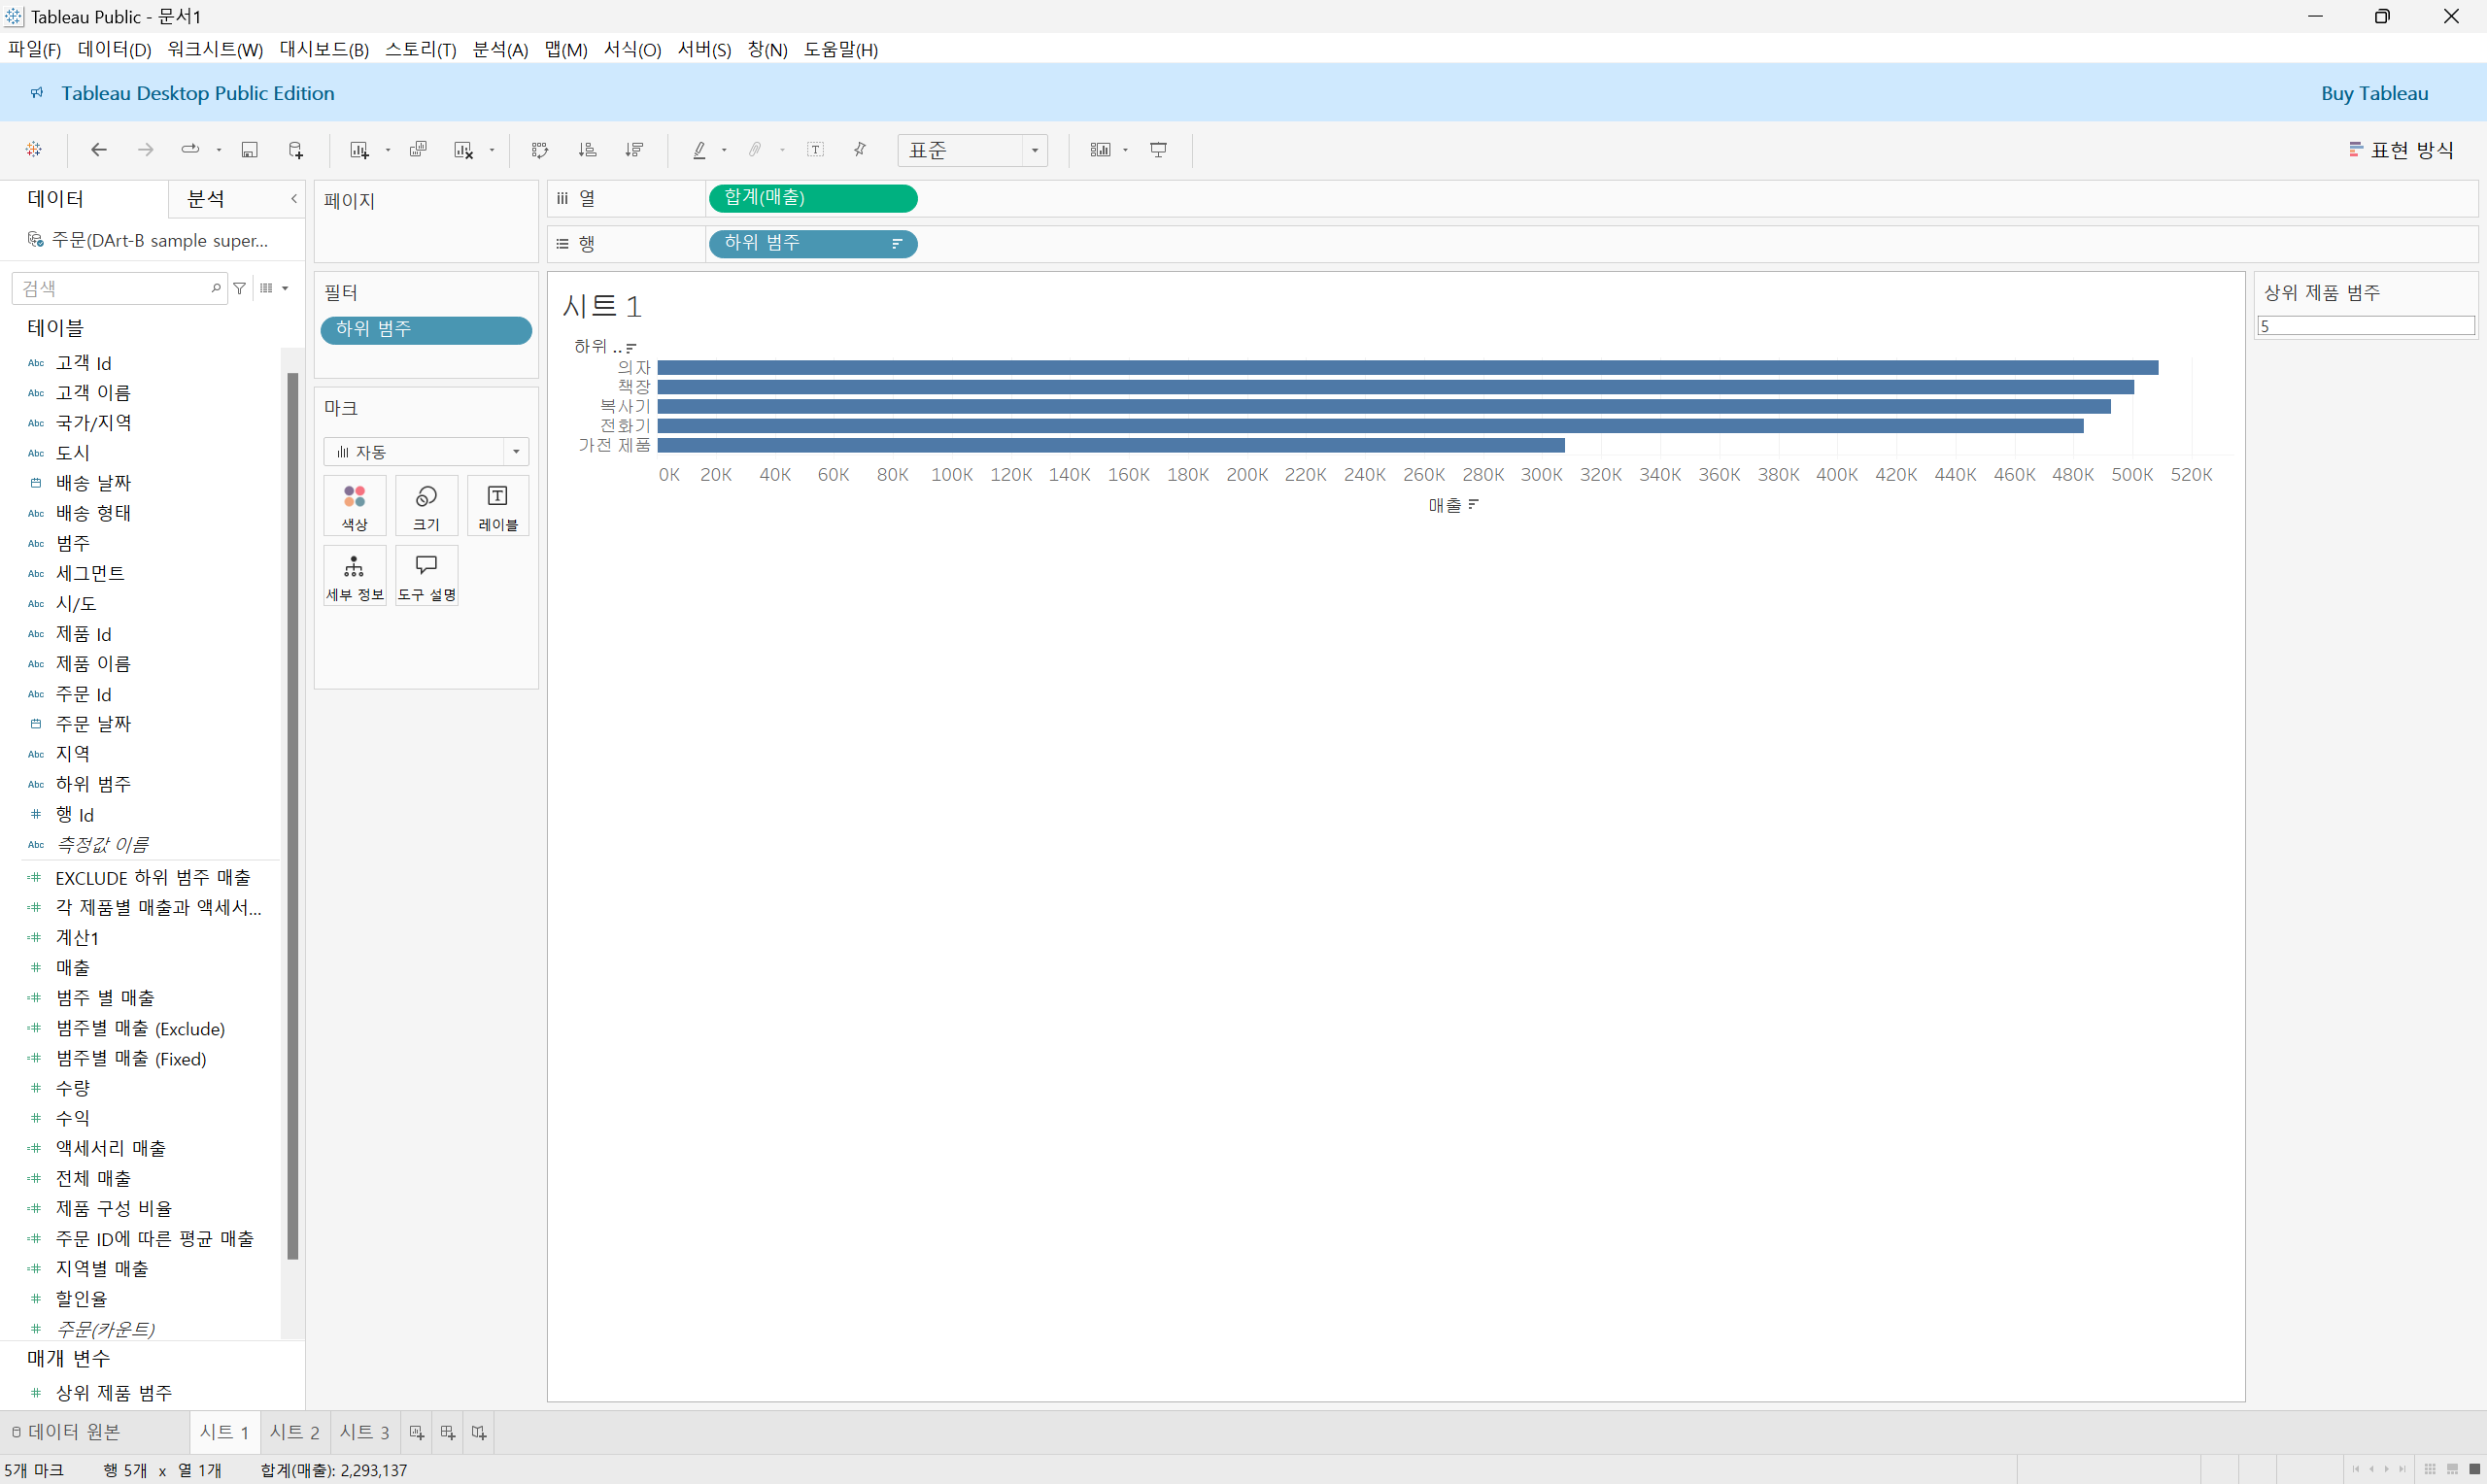 Tableau Public - 문서1
파일(F) 데이터(D) 워크시트(W) 대시보드(B) 스토리(T) 분석(A) 맵(M) 서식(O) 서버(S) 창(N) 도움말(H)
Tableau Desktop Public Edition
Buy Tableau
표준
표현 방식
데이터
분석
주문(DArt-B sample super...
검색
테이블
Abc 고객 Id
Abc 고객 이름
Abc 국가/지역
Abc 도시
배송 날짜
Abc 배송 형태
Abc 범주
Abc 세그먼트
Abc 시/도
Abc 제품 Id
Abc 제품 이름
Abc 주문 Id
주문 날짜
Abc 지역
Abc 하위 범주
# 행 Id
Abc 측정값 이름
=# EXCLUDE 하위 범주 매출
=# 각 제품별 매출과 액세서...
=# 계산1
# 매출
=# 범주 별 매출
=# 범주별 매출 (Exclude)
=# 범주별 매출 (Fixed)
# 수량
# 수익
=# 액세서리 매출
=# 전체 매출
=# 제품 구성 비율
=# 주문 ID에 따른 평균 매출
=# 지역별 매출
# 할인율
# 주문(카운트)
매개 변수
# 상위 제품 범주
페이지
필터
하위 범주
마크
자동
색상
크기
레이블
세부 정보
도구 설명
열
합계(매출)
행
하위 범주
시트 1
하위 ..
의자
책장
복사기
전화기
가전 제품
0K 20K 40K 60K 80K 100K 120K 140K 160K 180K 200K 220K 240K 260K 280K 300K 320K 340K 360K 380K 400K 420K 440K 460K 480K 500K 520K
매출
상위 제품 범주
5
데이터 원본
시트 1
시트 2
시트 3
5개 마크
행 5개 x 열 1개
합계(매출): 2,293,137